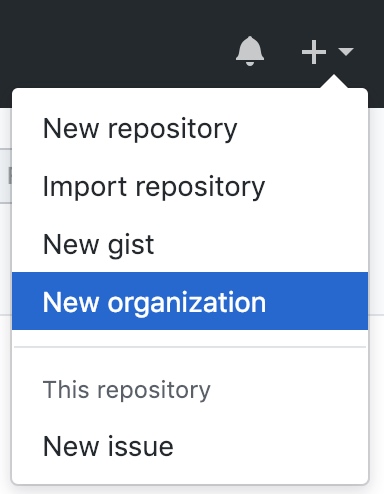 New repository
Import repository
New gist
New organization
This repository
New issue